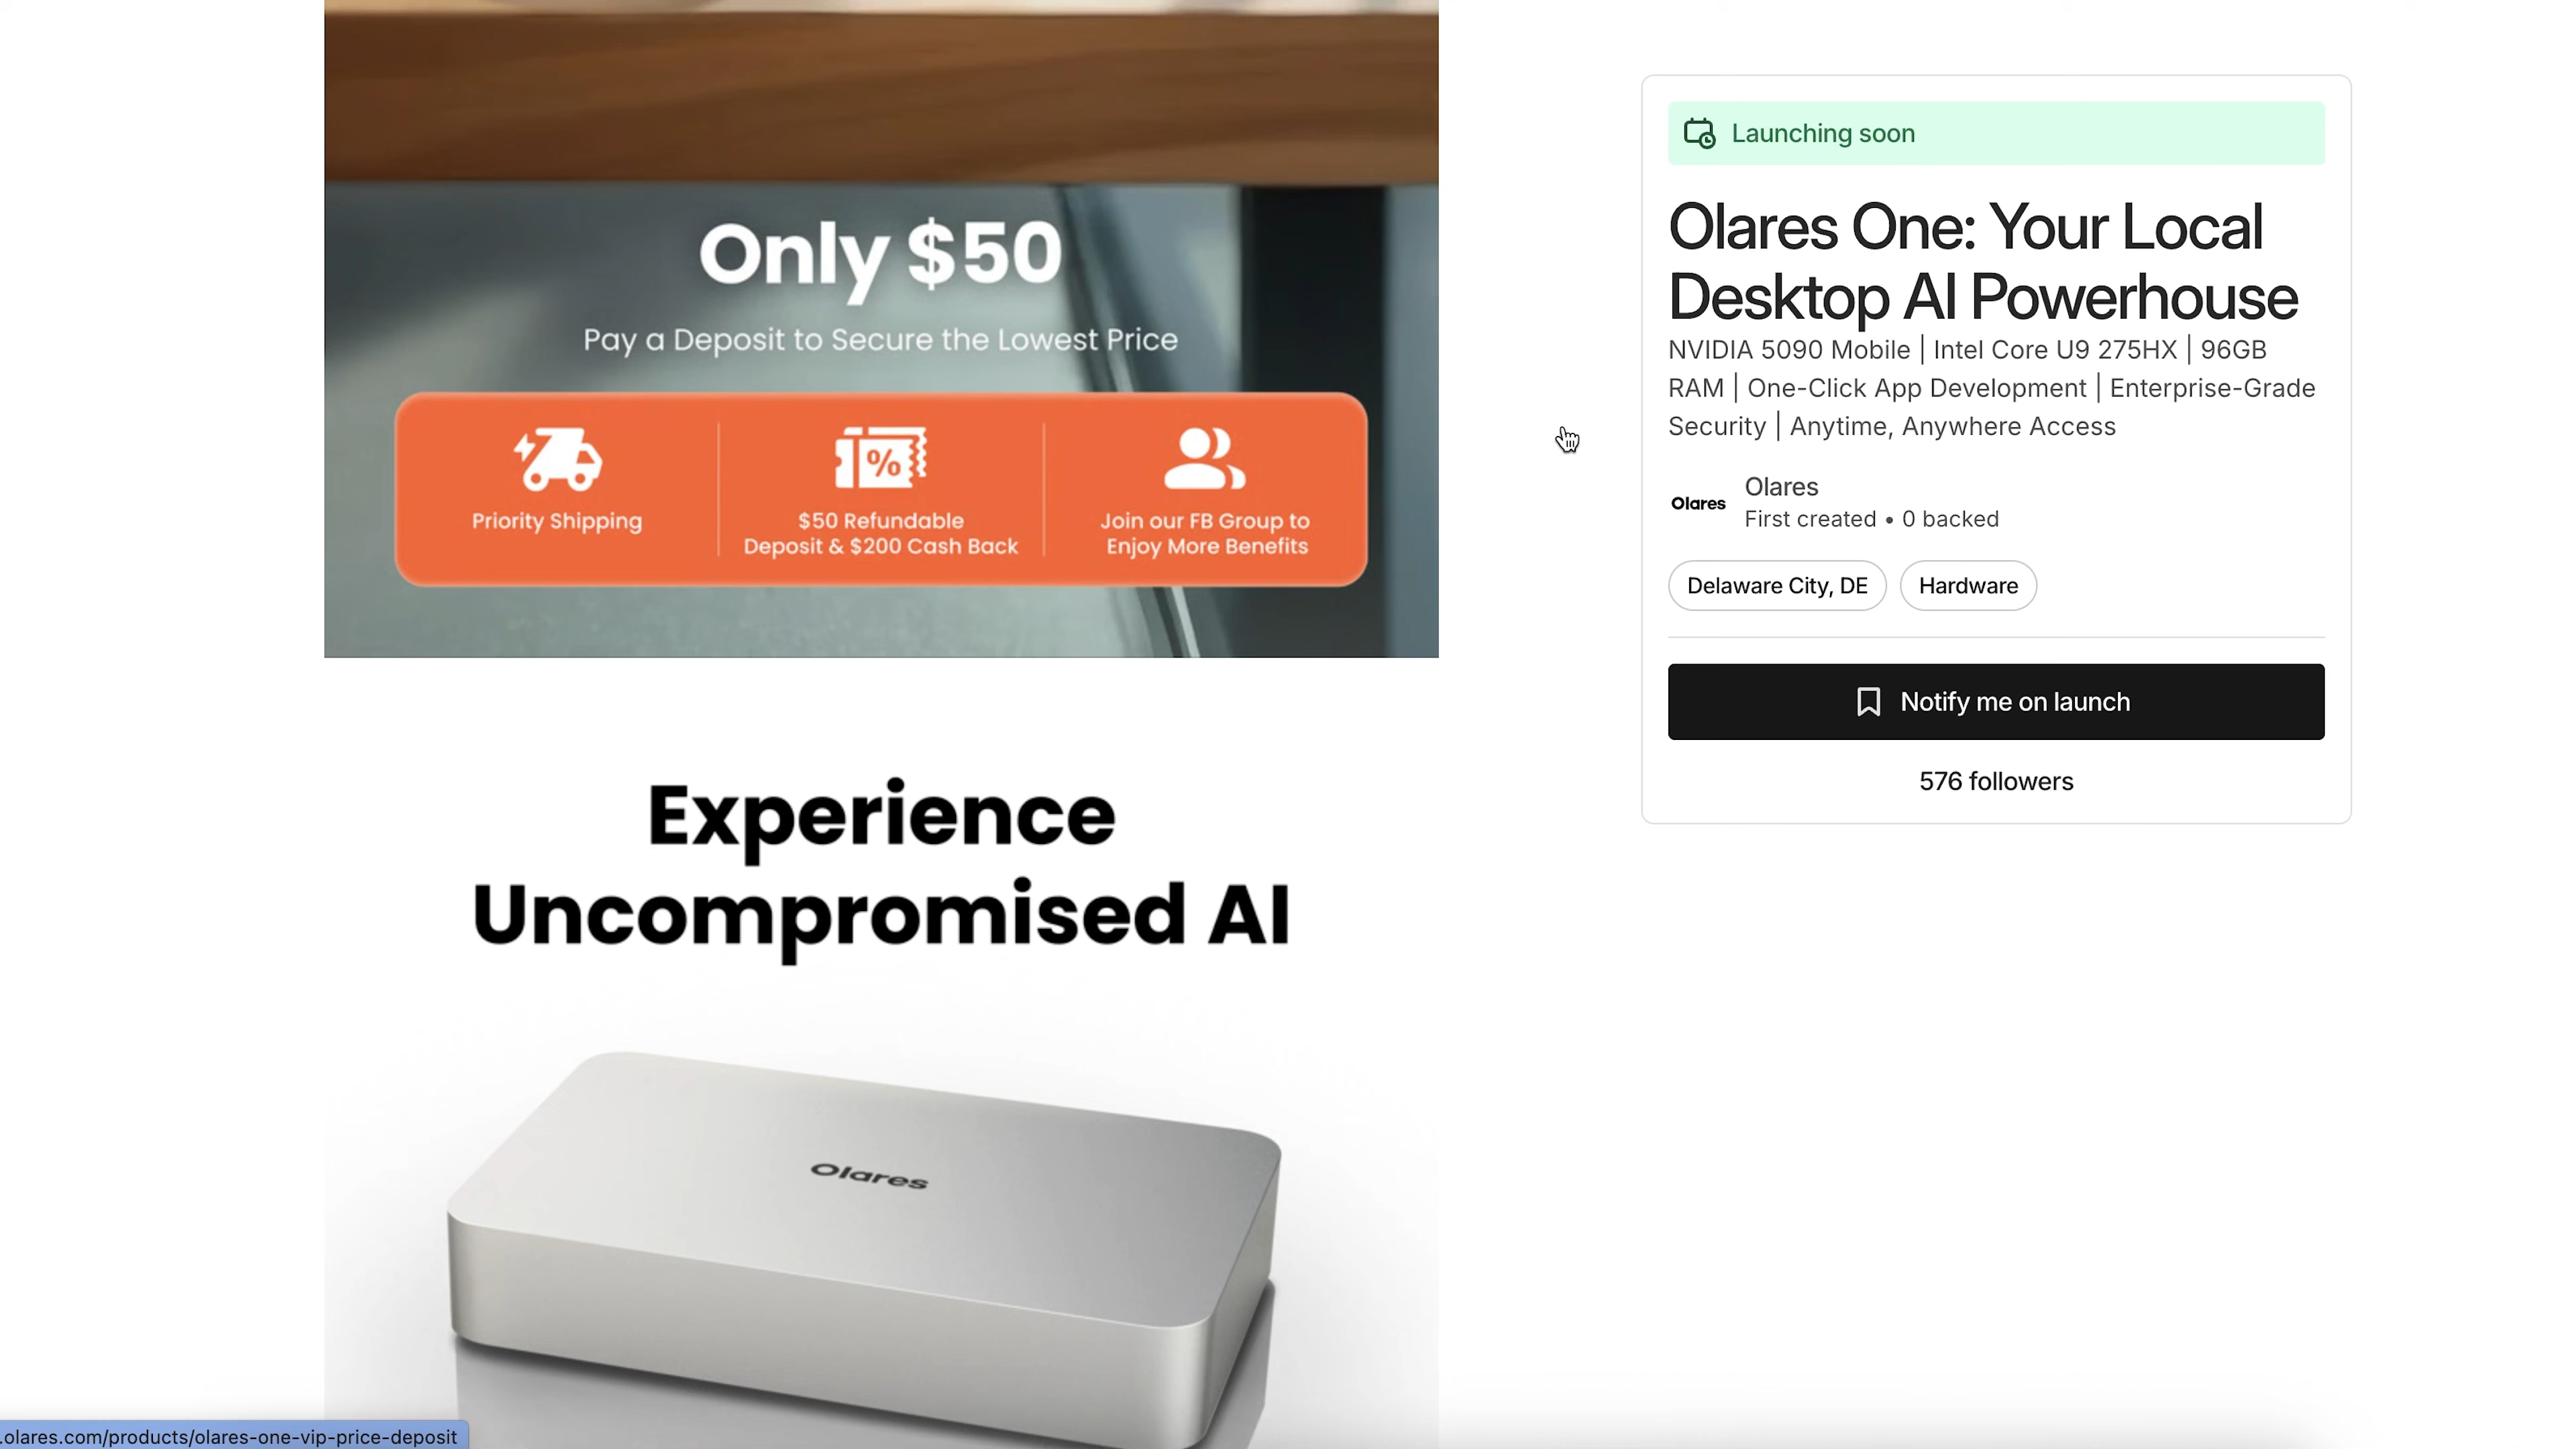 Only $50
Pay a Deposit to Secure the Lowest Price
Priority Shipping
$50 Refundable
Deposit & $200 Cash Back
Join our FB Group to
Enjoy More Benefits
Experience
Uncompromised AI
Olares
Launching soon
Olares One: Your Local
Desktop AI Powerhouse
NVIDIA 5090 Mobile | Intel Core U9 275HX | 96GB
RAM | One-Click App Development | Enterprise-Grade
Security | Anytime, Anywhere Access
Olares
Olares
First created • 0 backed
Delaware City, DE
Hardware
Notify me on launch
576 followers
.olares.com/products/olares-one-vip-price-deposit